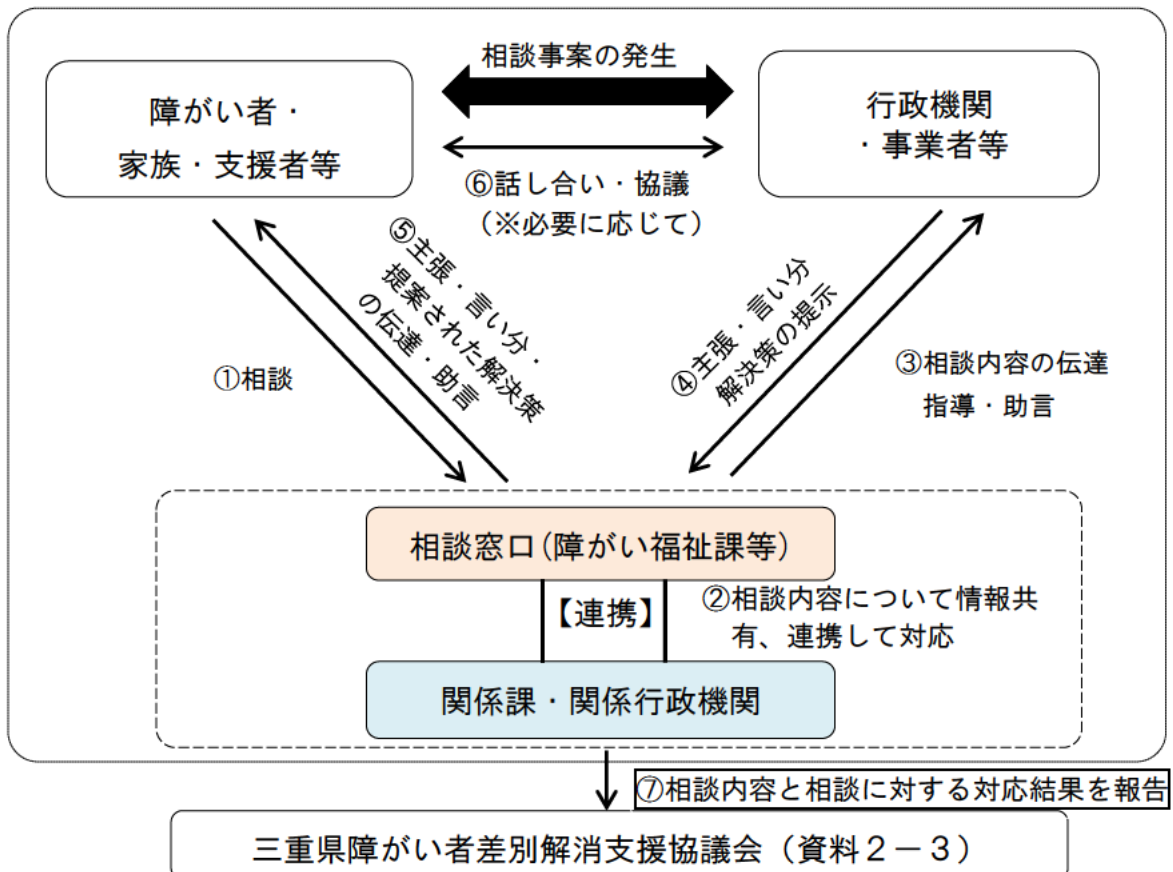 相談事案の発生
障がい者・
家族・支援者等
行政機関
・事業者等
⑥話し合い・協議
（※必要に応じて）
①相談
⑤主張・言い分・
提案された解決策
の伝達・助言
④主張・言い分
解決策の提示
③相談内容の伝達
指導・助言
相談窓口(障がい福祉課等)
【連携】
②相談内容について情報共
有、連携して対応
関係課・関係行政機関
⑦相談内容と相談に対する対応結果を報告
三重県障がい者差別解消支援協議会（資料２－３）